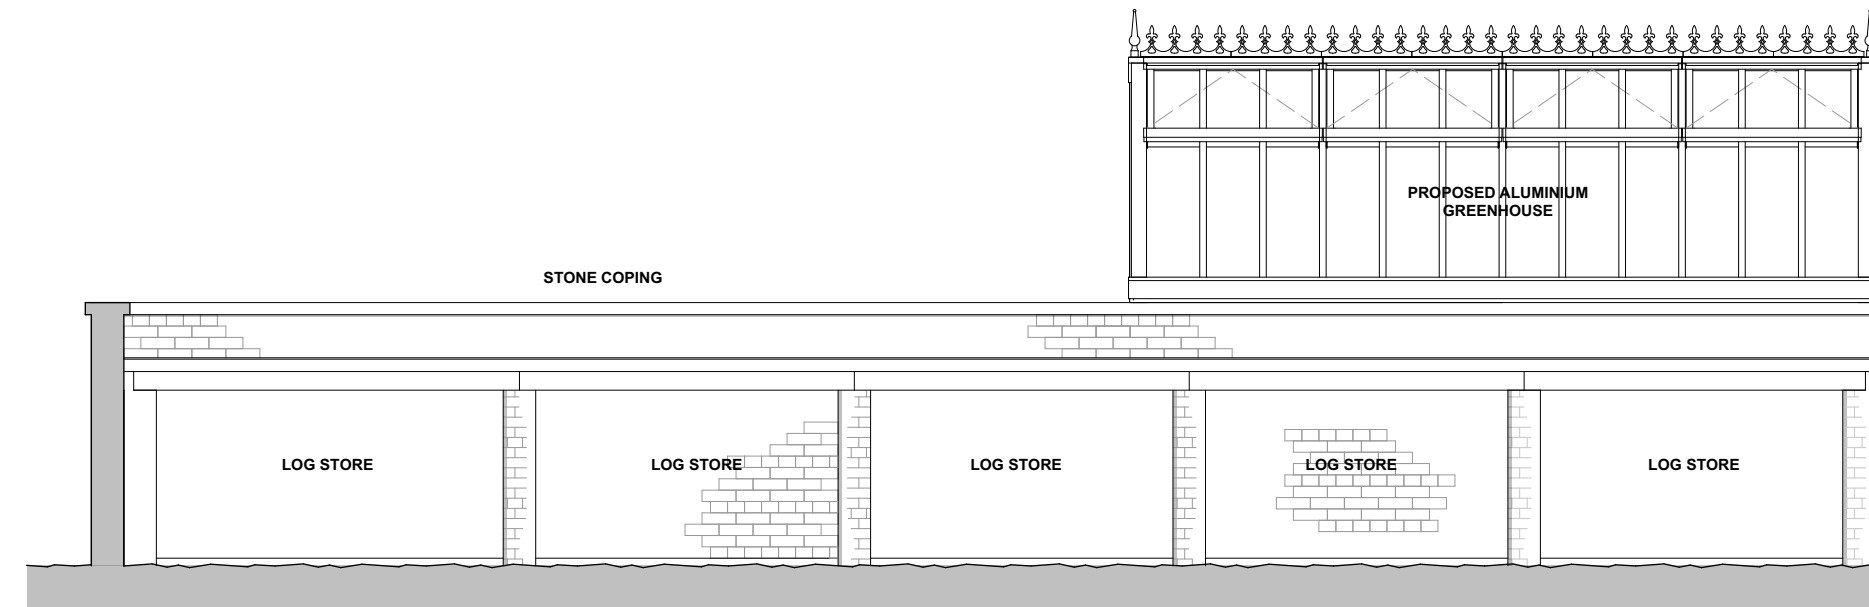 PROPOSED ALUMINIUM
GREENHOUSE
STONE COPING
LOG STORE
LOG STORE
LOG STORE
LOG STORE
LOG STORE